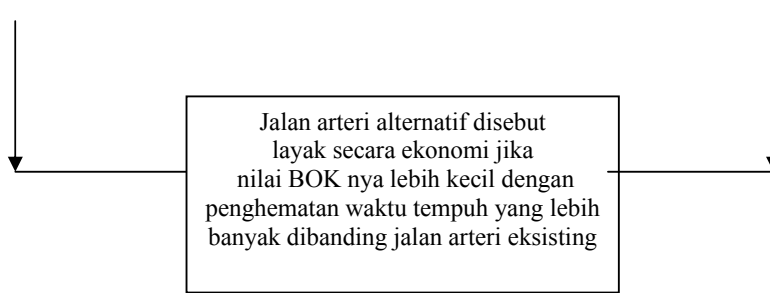 Jalan arteri alternatif disebut
layak secara ekonomi jika
nilai BOK nya lebih kecil dengan
penghematan waktu tempuh yang lebih
banyak dibanding jalan arteri eksisting